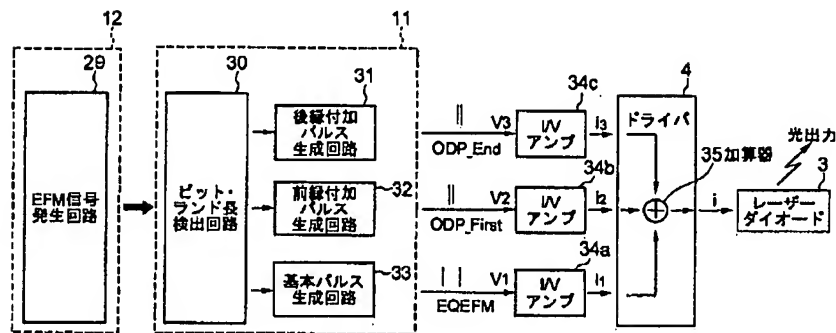 12
11
29
30
31
32
33
34c
34b
34a
4
3
EFM信号
発生回路
ピット・
ランド長
検出回路
後縁付加
パルス
生成回路
前縁付加
パルス
生成回路
基本パルス
生成回路
V3
ODP_End
V2
ODP_First
V1
EQEFM
I/V
アンプ
I/V
アンプ
I/V
アンプ
i3
i2
i1
ドライバ
35加算器
i
光出力
レーザー
ダイオード